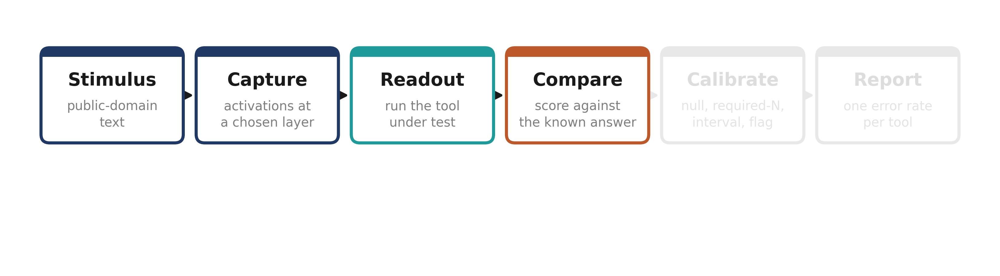 Stimulus
public-domain
text
Capture
activations at
a chosen layer
Readout
run the tool
under test
Compare
score against
the known answer
Calibrate
null, required-N,
interval, flag
Report
one error rate
per tool